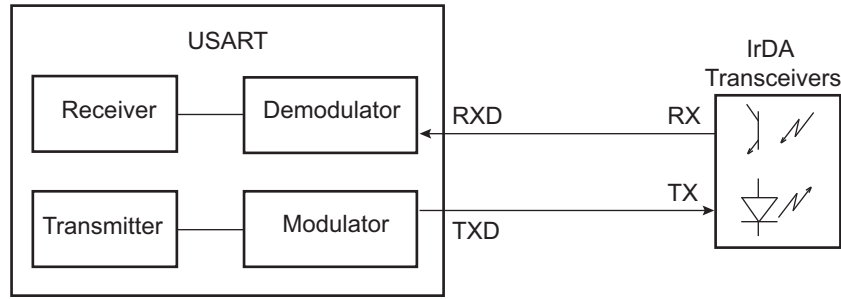 USART
IrDA
Transceivers
Receiver
Demodulator
RXD
RX
Transmitter
Modulator
TXD
TX